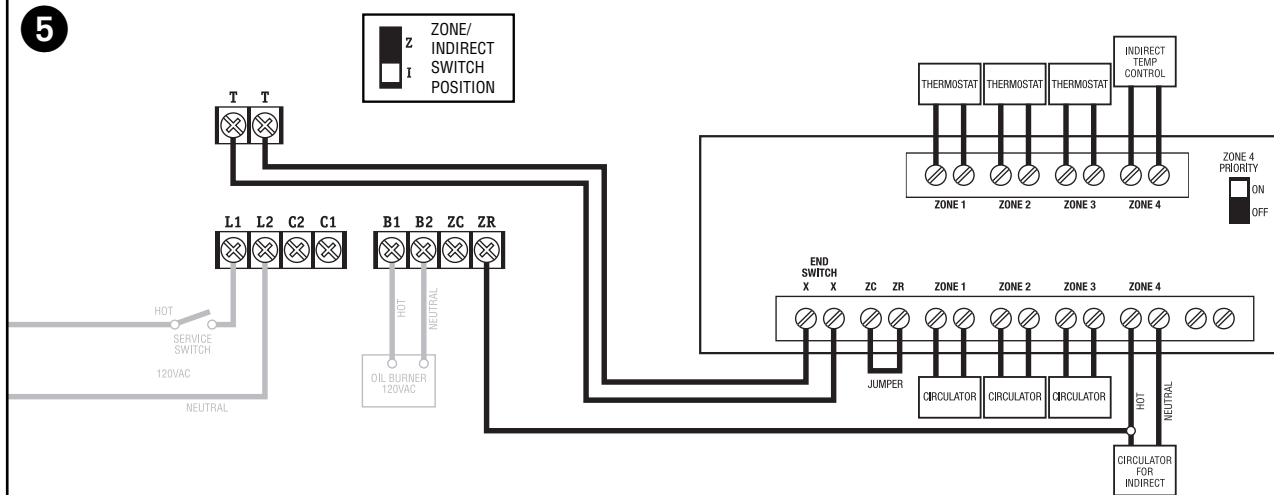 5
Z
I
ZONE/
INDIRECT
SWITCH
POSITION
INDIRECT
TEMP
CONTROL
THERMOSTAT THERMOSTAT THERMOSTAT
T T
ZONE 4
PRIORITY
ON
OFF
ZONE 1 ZONE 2 ZONE 3 ZONE 4
L1 L2 C2 C1 B1 B2 ZC ZR
END
SWITCH
X X ZC ZR ZONE 1 ZONE 2 ZONE 3 ZONE 4
HOT
SERVICE
SWITCH
120VAC
NEUTRAL
HOT
NEUTRAL
OIL BURNER
120VAC
JUMPER
CIRCULATOR CIRCULATOR CIRCULATOR
HOT
NEUTRAL
CIRCULATOR
FOR
INDIRECT